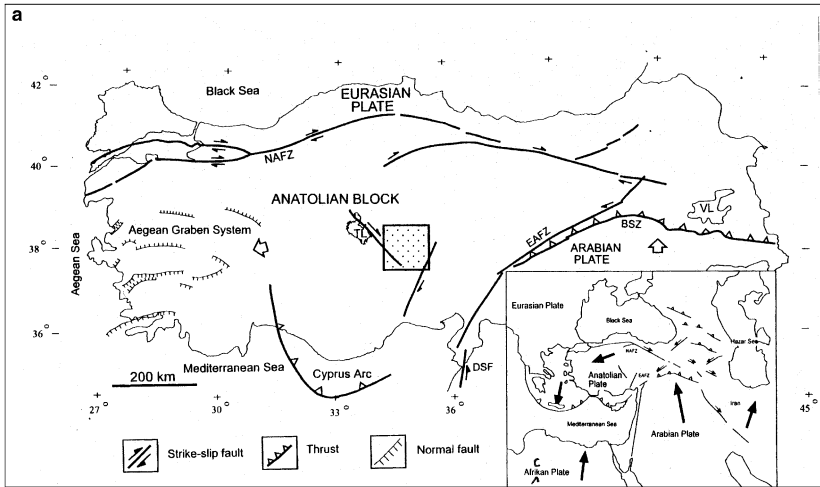 a
42°
40°
38°
36°
Black Sea
EURASIAN
PLATE
NAFZ
ANATOLIAN BLOCK
TL
Aegean Graben System
Aegean Sea
EAFZ
BSZ
VL
ARABIAN
PLATE
Mediterranean Sea
Cyprus Arc
DSF
200 km
27°
30°
33°
36°
45°
Strike-slip fault
Thrust
Normal fault
Eurasian Plate
Black Sea
Hazar Sea
NAFZ
Anatolian
Plate
EAFZ
Iran
Mediterranean Sea
Arabian Plate
C
Afrikan Plate